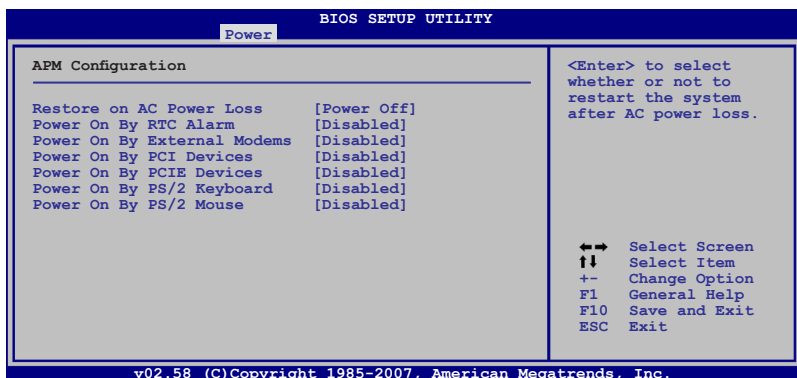 BIOS SETUP UTILITY
Power
APM Configuration
Restore on AC Power Loss [Power Off]
Power On By RTC Alarm [Disabled]
Power On By External Modems [Disabled]
Power On By PCI Devices [Disabled]
Power On By PCIE Devices [Disabled]
Power On By PS/2 Keyboard [Disabled]
Power On By PS/2 Mouse [Disabled]
<Enter> to select
whether or not to
restart the system
after AC power loss.
←→ Select Screen
↑↓ Select Item
+- Change Option
F1 General Help
F10 Save and Exit
ESC Exit
v02.58 (C)Copyright 1985-2007, American Megatrends, Inc.